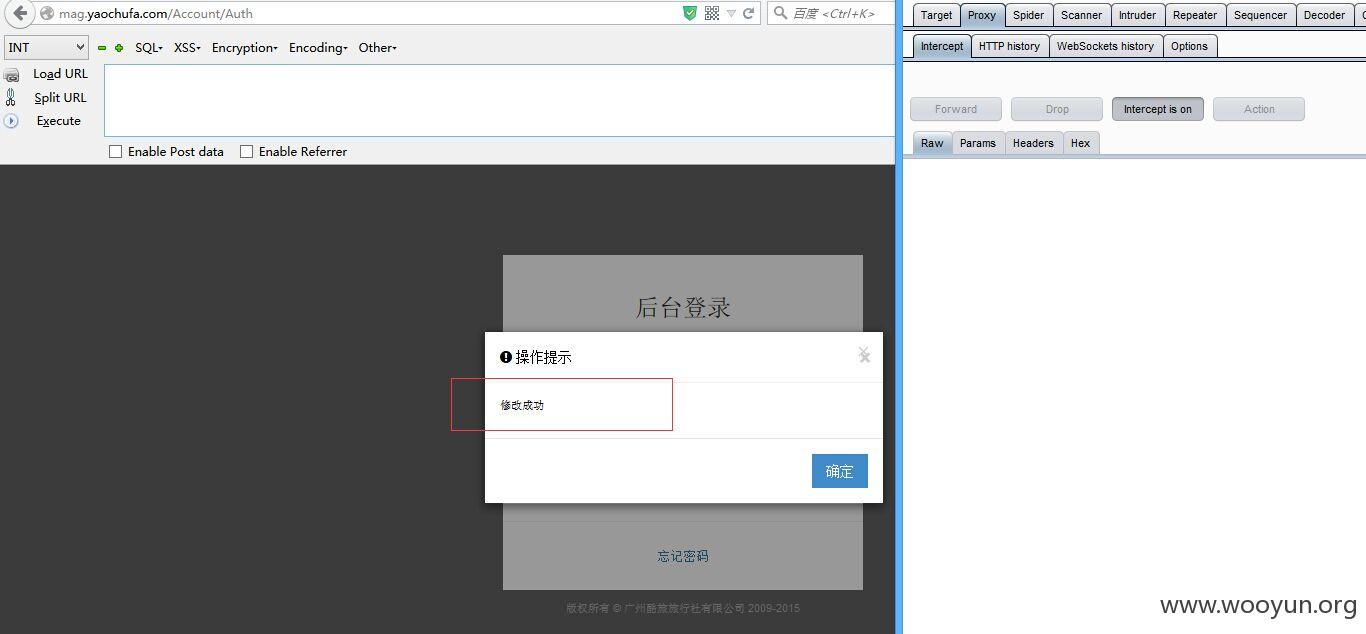 mag.yaochufa.com/Account/Auth
百度 <Ctrl+K>
INT
SQL
XSS
Encryption
Encoding
Other
Load URL
Split URL
Execute
Enable Post data
Enable Referrer
后台登录
操作提示
修改成功
确定
忘记密码
版权所有 © 广州酷旅旅行社有限公司 2009-2015
Target
Proxy
Spider
Scanner
Intruder
Repeater
Sequencer
Decoder
Intercept
HTTP history
WebSockets history
Options
Forward
Drop
Intercept is on
Action
Raw
Params
Headers
Hex
www.wooyun.org